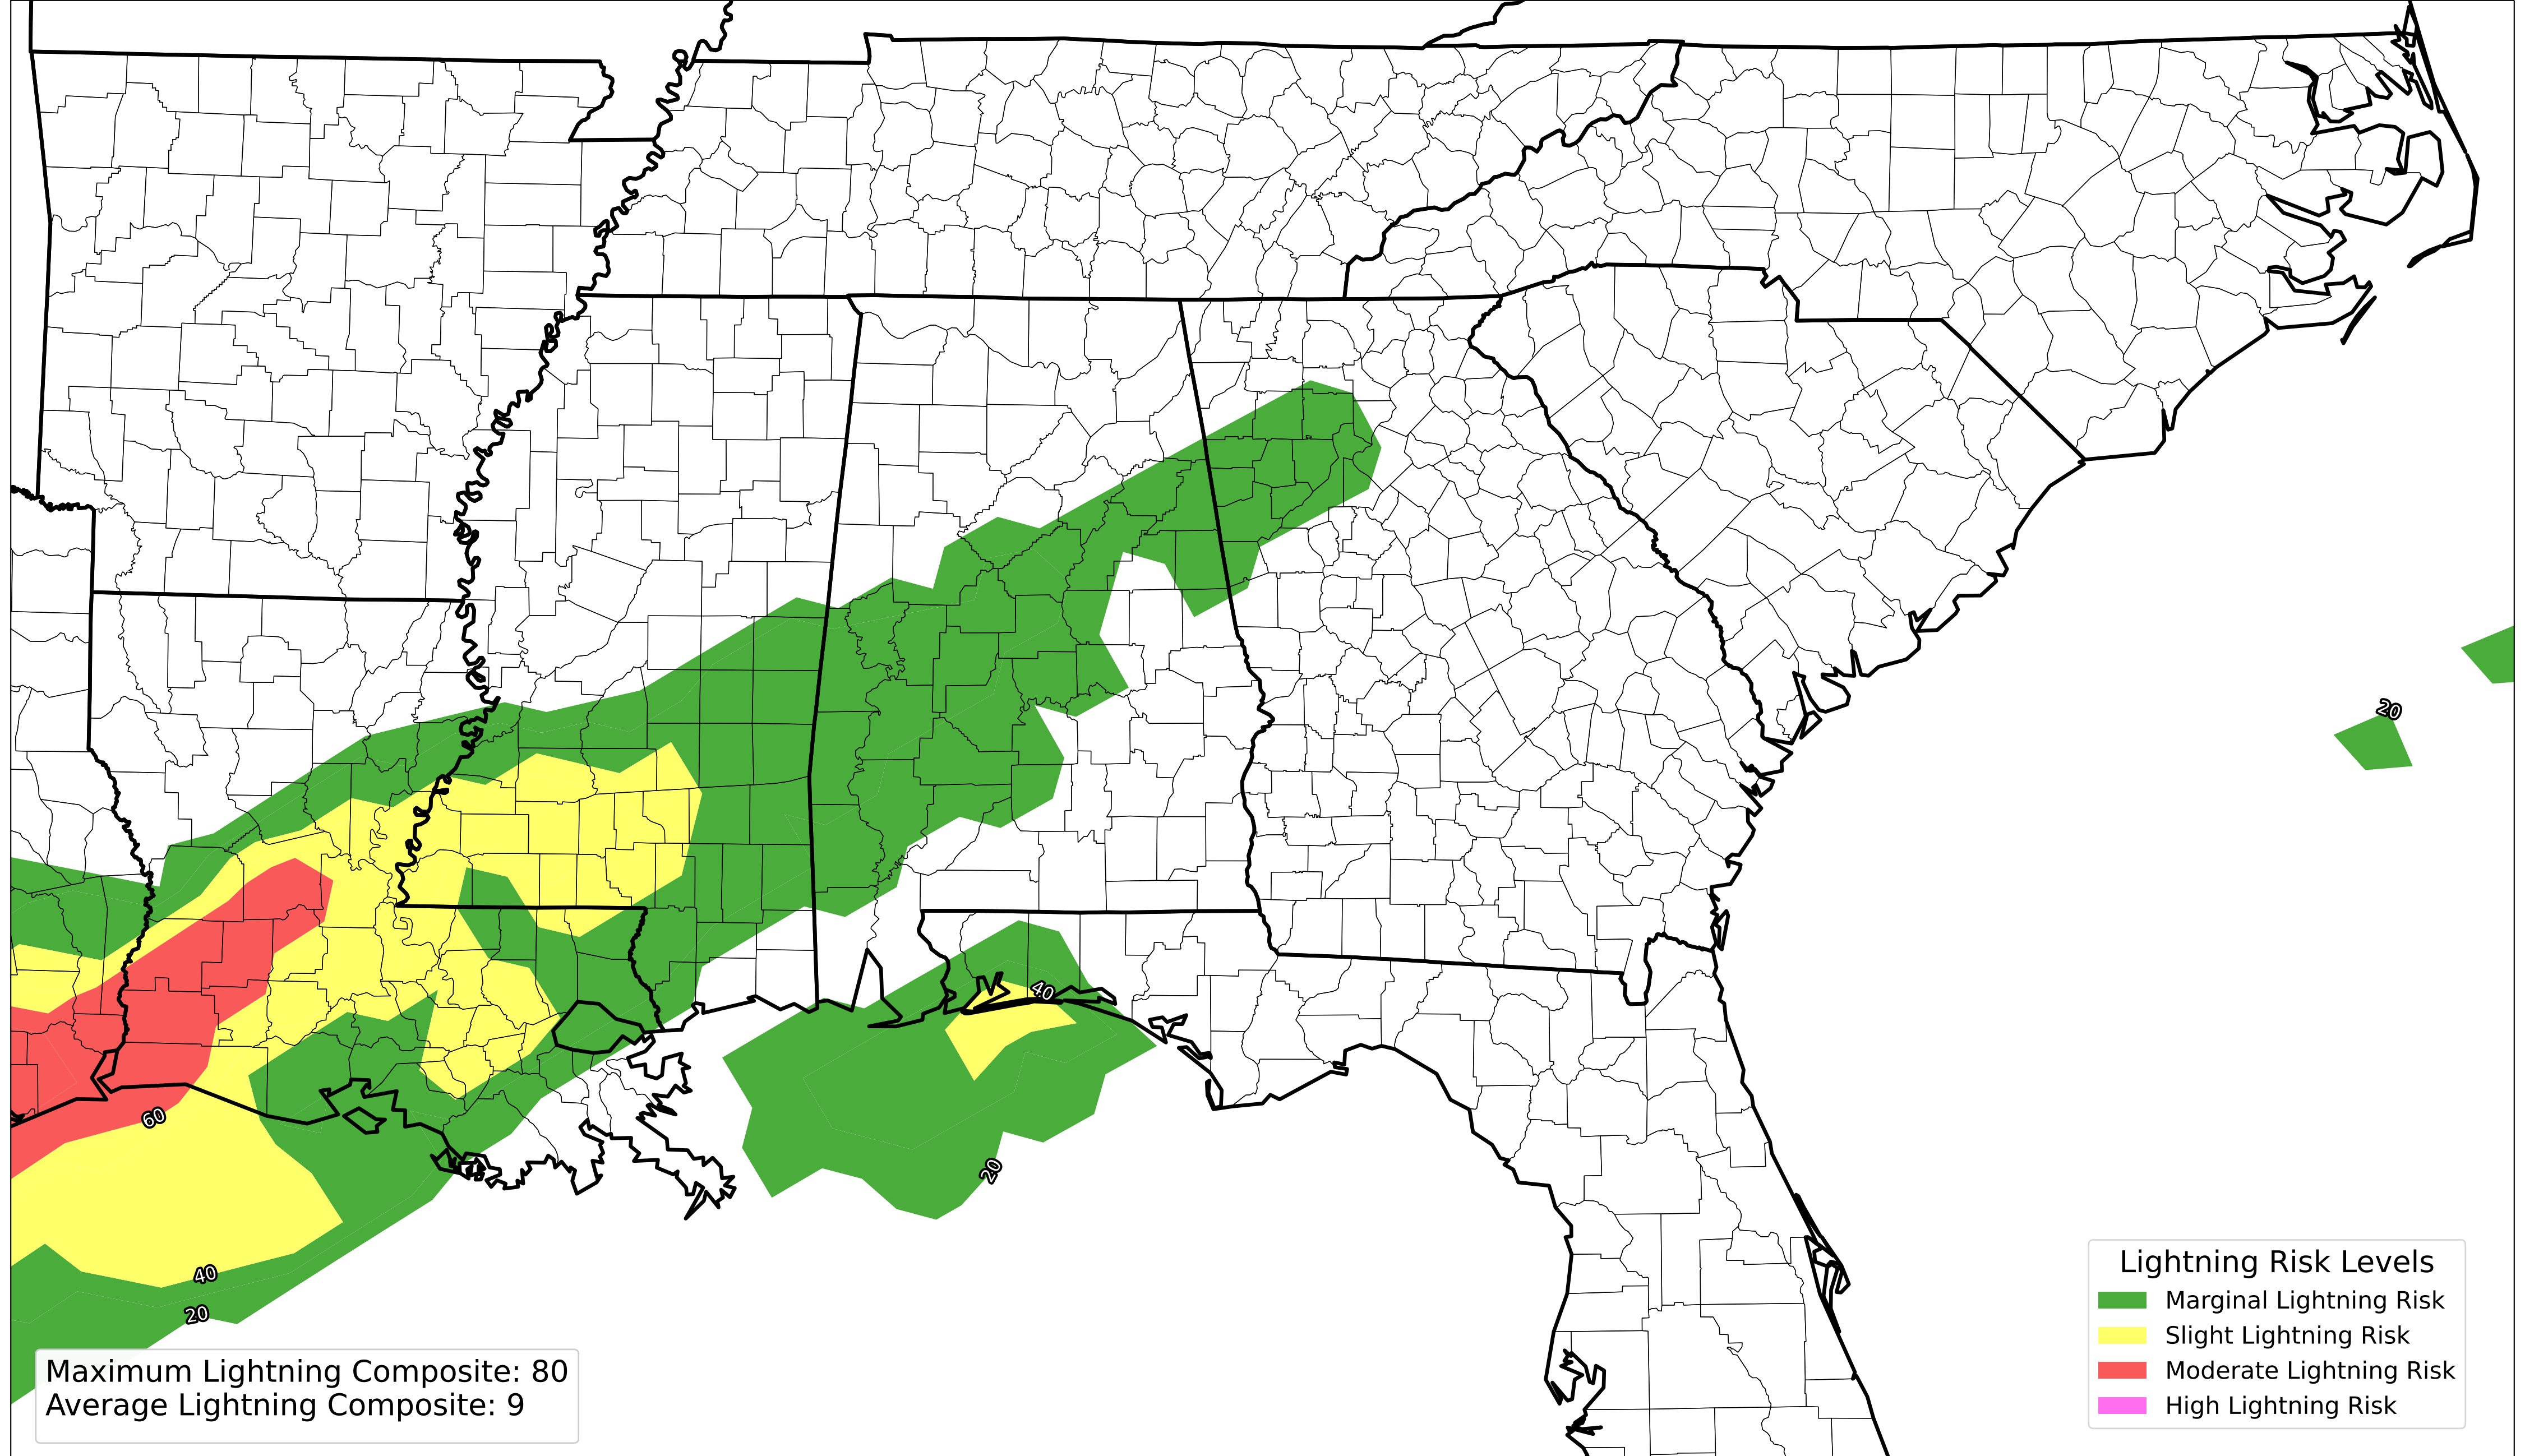 20
40
60
20
40
20
Maximum Lightning Composite: 80
Average Lightning Composite: 9
Lightning Risk Levels
Marginal Lightning Risk
Slight Lightning Risk
Moderate Lightning Risk
High Lightning Risk